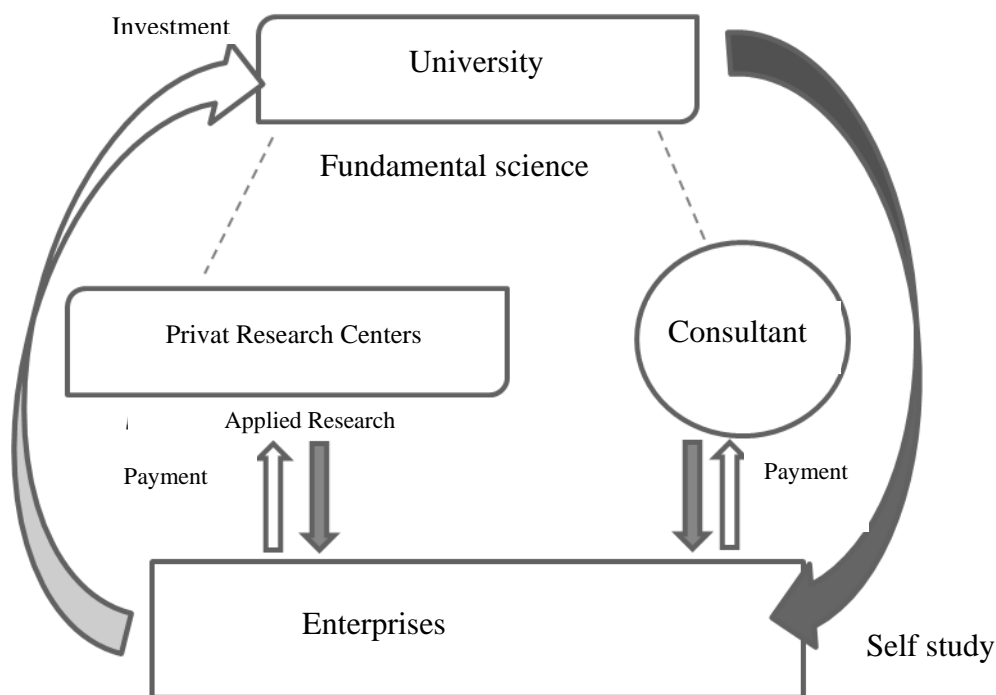 Investment
University
Fundamental science
Privat Research Centers
Consultant
Applied Research
Payment
Payment
Enterprises
Self study